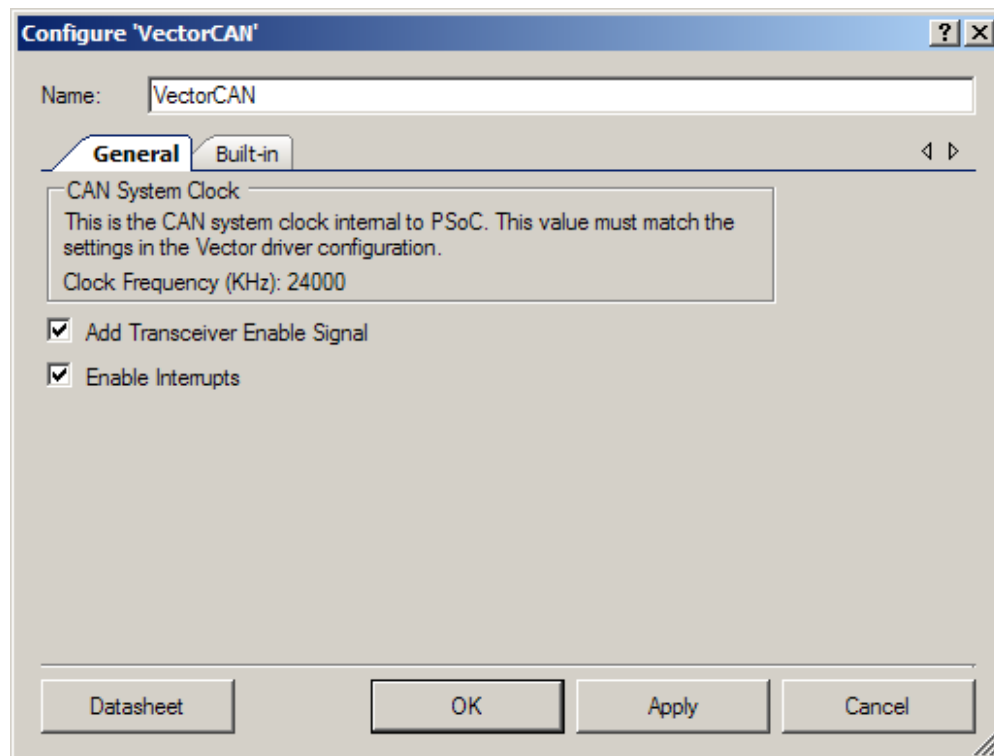 Configure 'VectorCAN'
Name: VectorCAN
General Built-in
CAN System Clock
This is the CAN system clock internal to PSoC. This value must match the
settings in the Vector driver configuration.
Clock Frequency (KHz): 24000
Add Transceiver Enable Signal
Enable Interrupts
Datasheet OK Apply Cancel